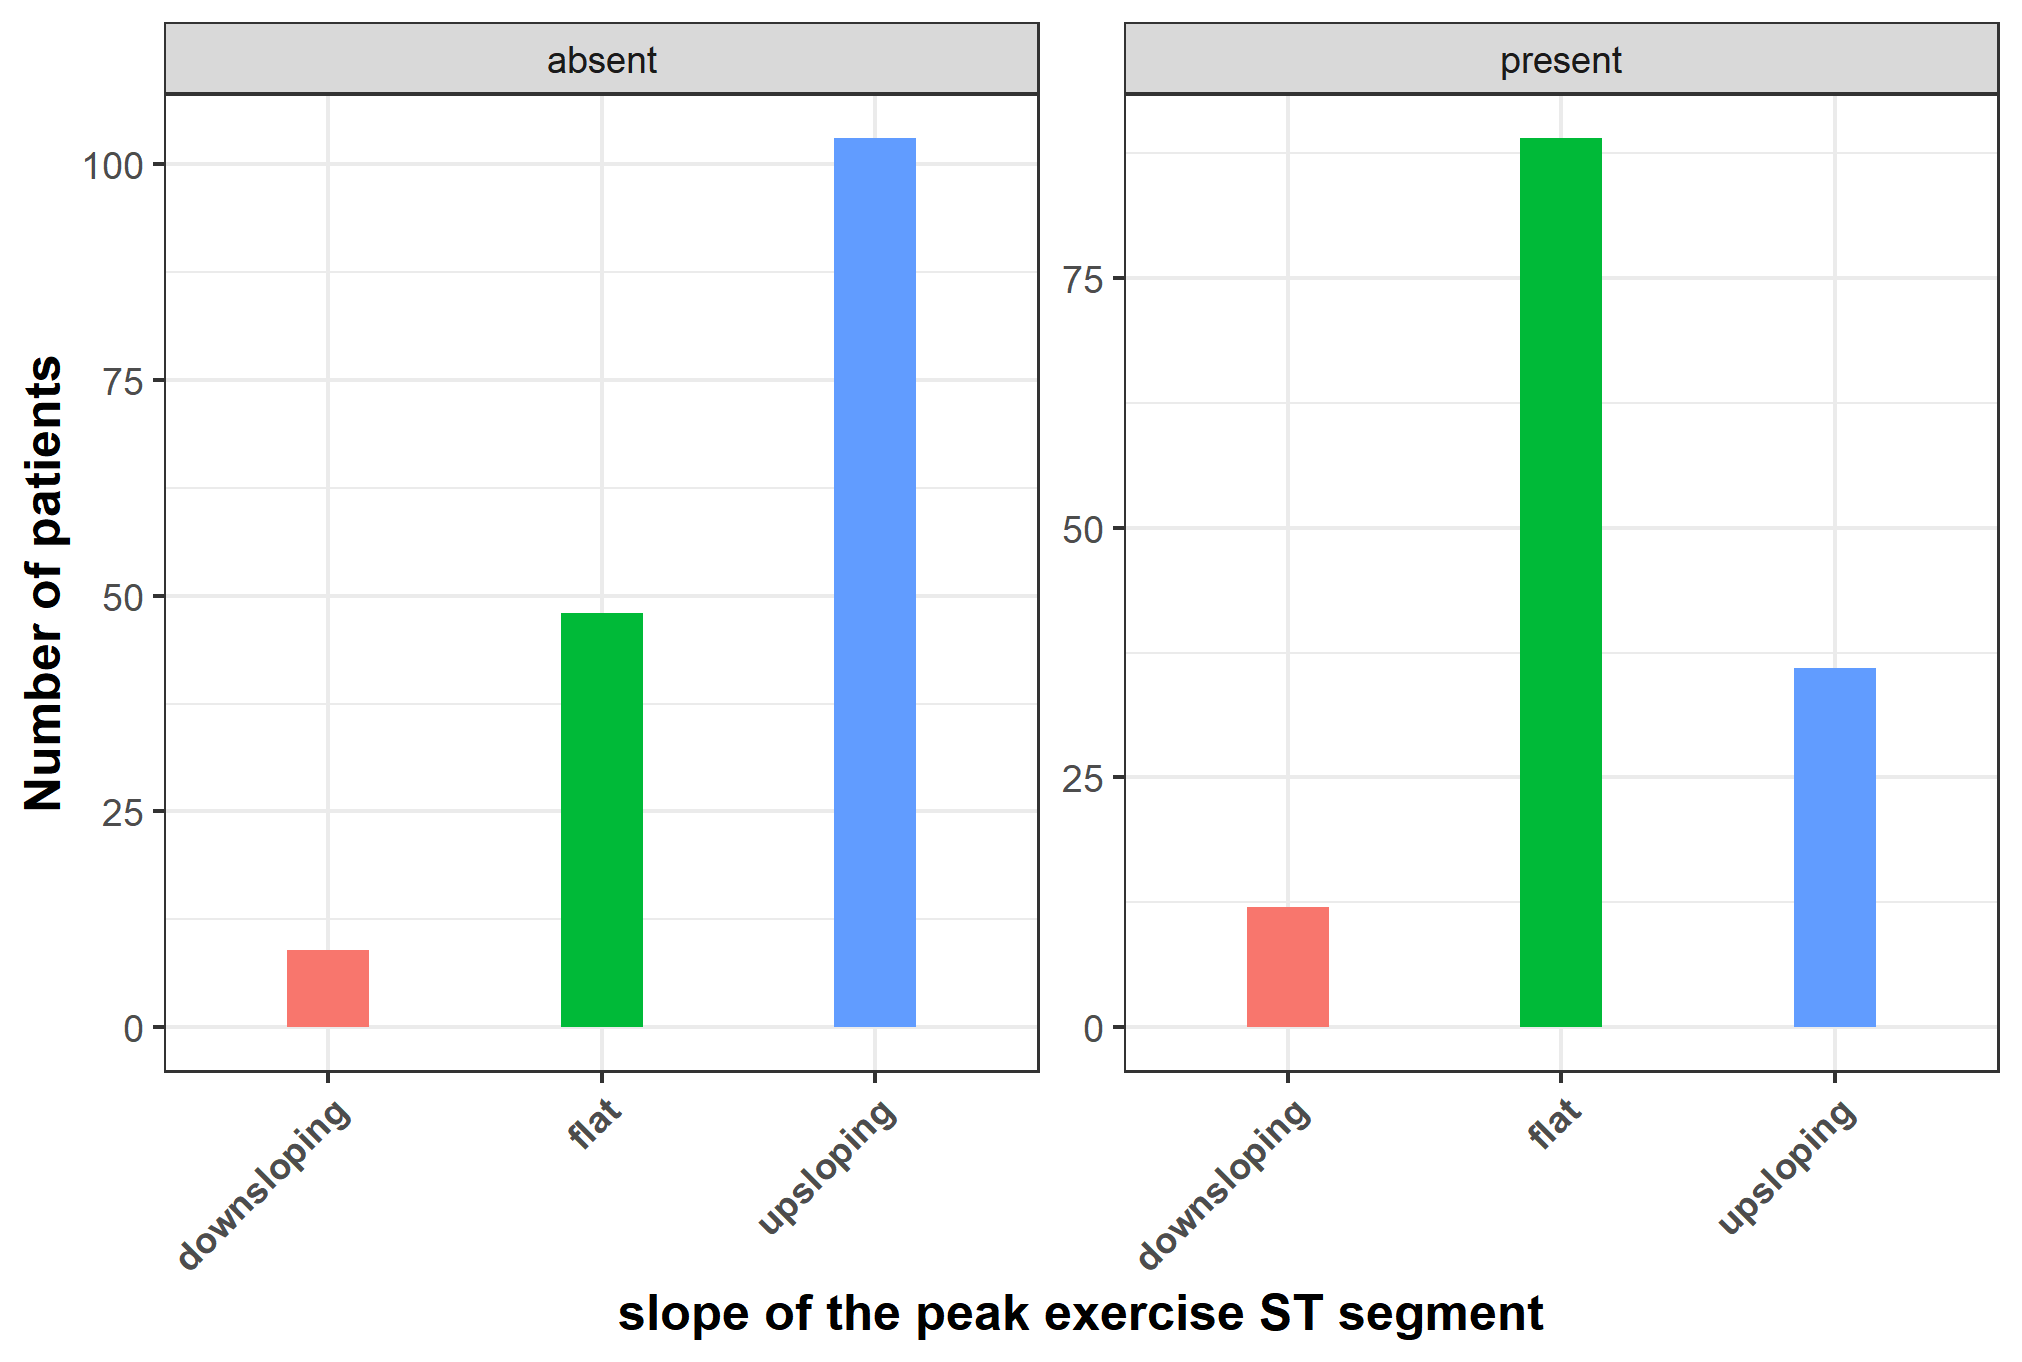 absent
present
Number of patients
100
75
50
25
0
75
50
25
0
downsloping
flat
upsloping
downsloping
flat
upsloping
slope of the peak exercise ST segment